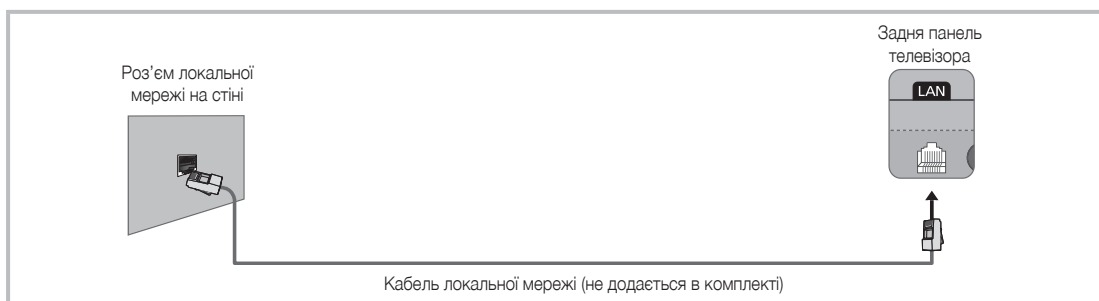 Роз’єм локальної
мережі на стіні
Задня панель
телевізора
LAN
Кабель локальної мережі (не додається в комплекті)